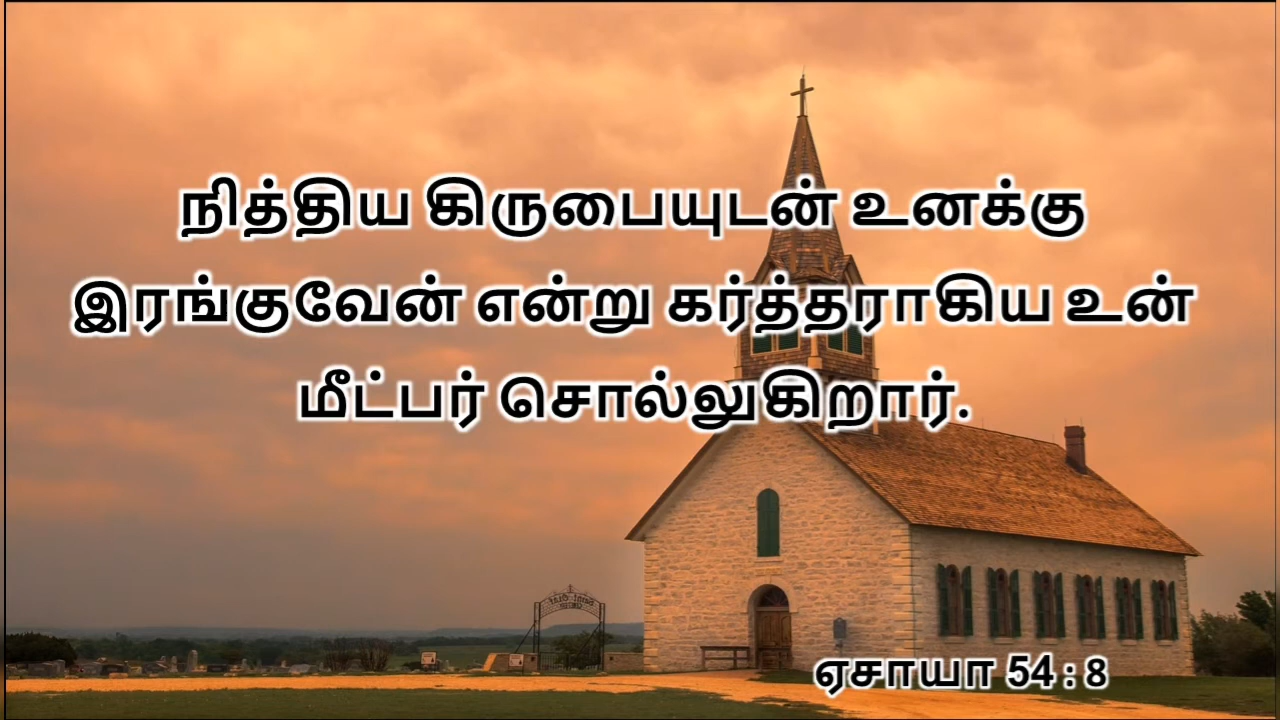 நித்திய கிருபையுடன் உனக்கு
இரங்குவேன் என்று கர்த்தராகிய உன்
மீட்பர் சொல்லுகிறார்.
ஏசாயா 54 : 8